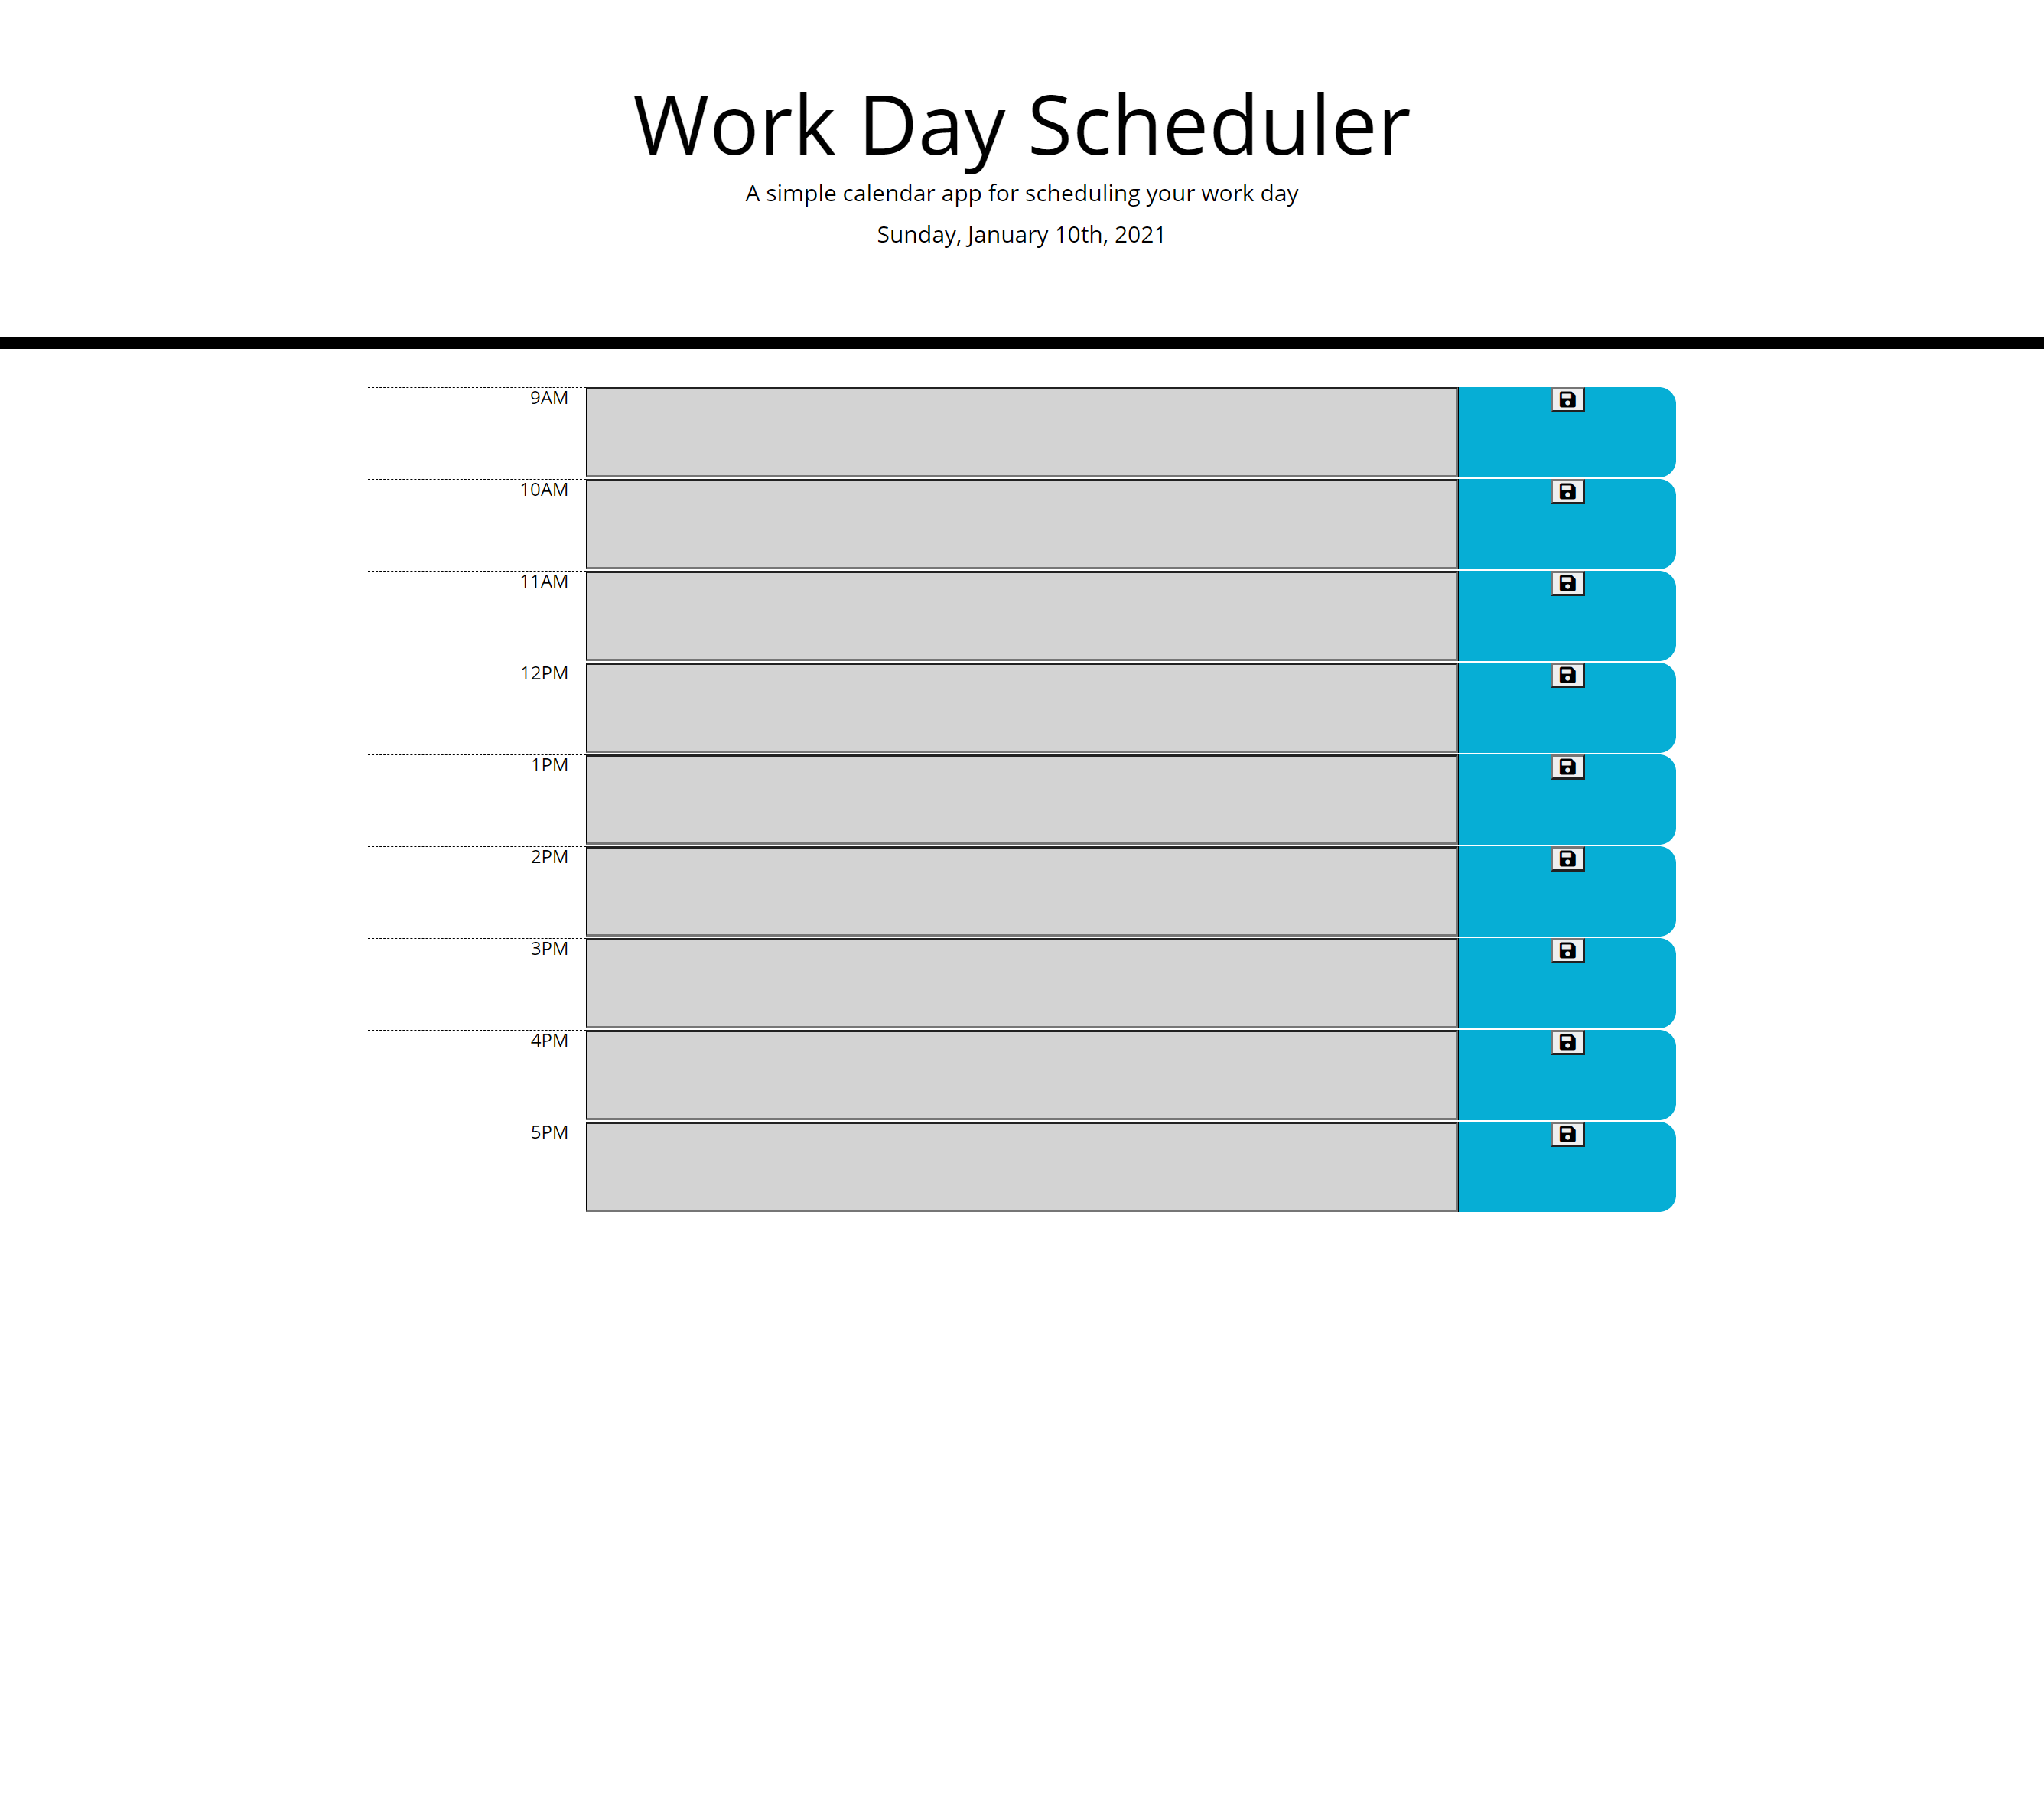 Work Day Scheduler
A simple calendar app for scheduling your work day
Sunday, January 10th, 2021
9AM
10AM
11AM
12PM
1PM
2PM
3PM
4PM
5PM